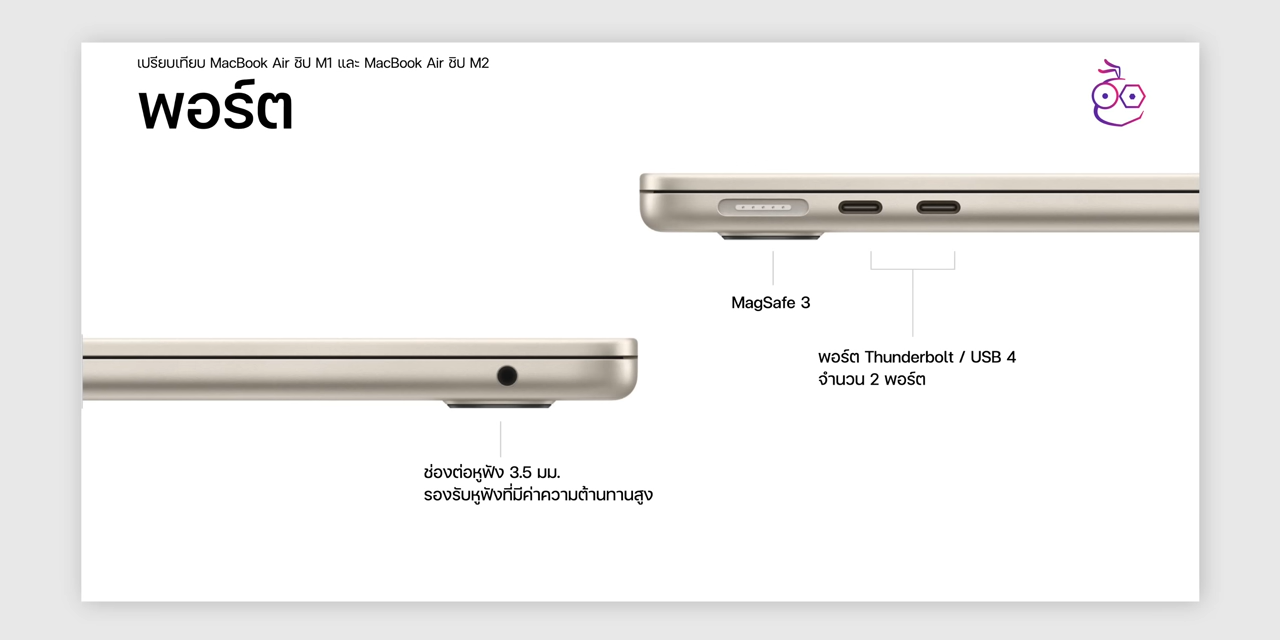 เปรียบเทียบ MacBook Air ชิป M1 และ MacBook Air ชิป M2
พอร์ต
MagSafe 3
พอร์ต Thunderbolt / USB 4
จำนวน 2 พอร์ต
ช่องต่อหูฟัง 3.5 มม.
รองรับหูฟังที่มีค่าความต้านทานสูง